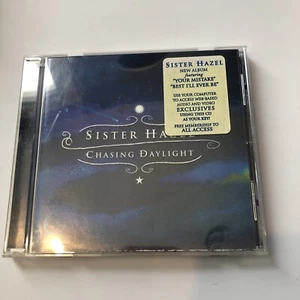 SISTER HAZEL
NEW ALBUM
featuring
"YOUR MISTAKE"
"BEST I'LL EVER BE"
USE YOUR COMPUTER
TO ACCESS WEB-BASED
AUDIO AND VIDEO
EXCLUSIVES
USING THIS CD
AS YOUR KEY!
FREE MEMBERSHIP TO
ALL ACCESS
SISTER HAZEL
CHASING DAYLIGHT